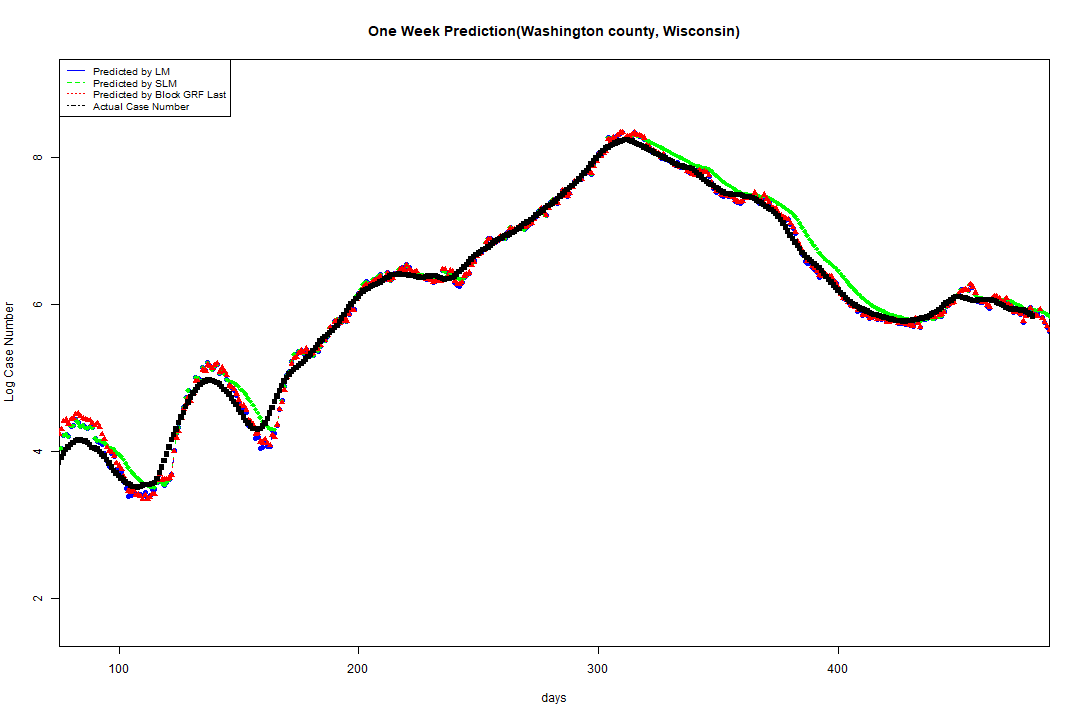 One Week Prediction(Washington county, Wisconsin)
Predicted by LM
Predicted by SLM
Predicted by Block GRF Last
Actual Case Number
Log Case Number
8
6
4
2
100 200 300 400
days